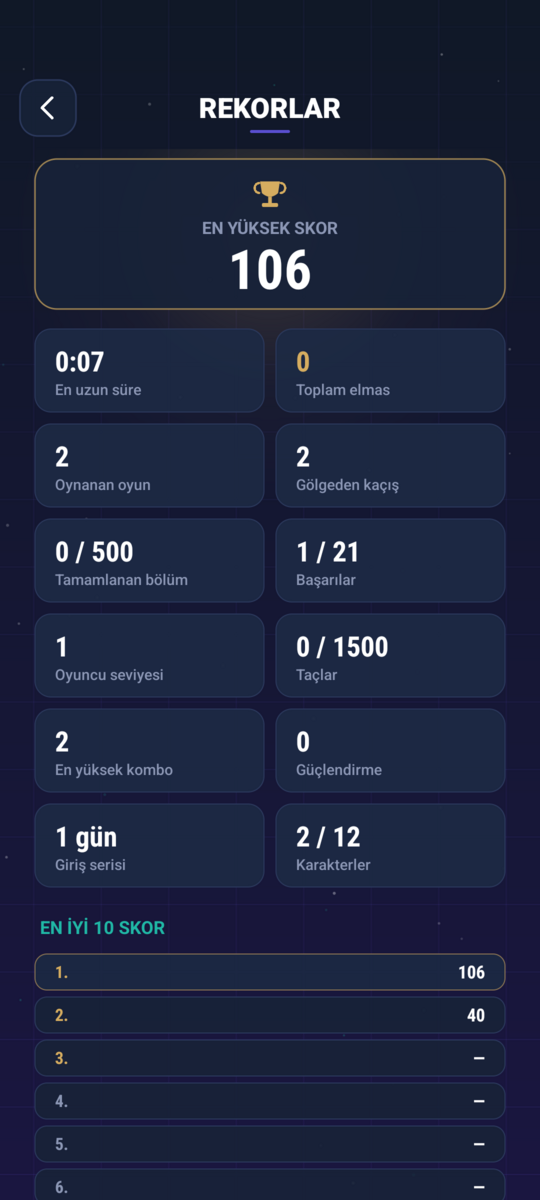 REKORLAR
EN YÜKSEK SKOR
106
0:07
En uzun süre
0
Toplam elmas
2
Oynanan oyun
2
Gölgeden kaçış
0 / 500
Tamamlanan bölüm
1 / 21
Başarılar
1
Oyuncu seviyesi
0 / 1500
Taçlar
2
En yüksek kombo
0
Güçlendirme
1 gün
Giriş serisi
2 / 12
Karakterler
EN İYİ 10 SKOR
1. 106
2. 40
3. –
4. –
5. –
6. –